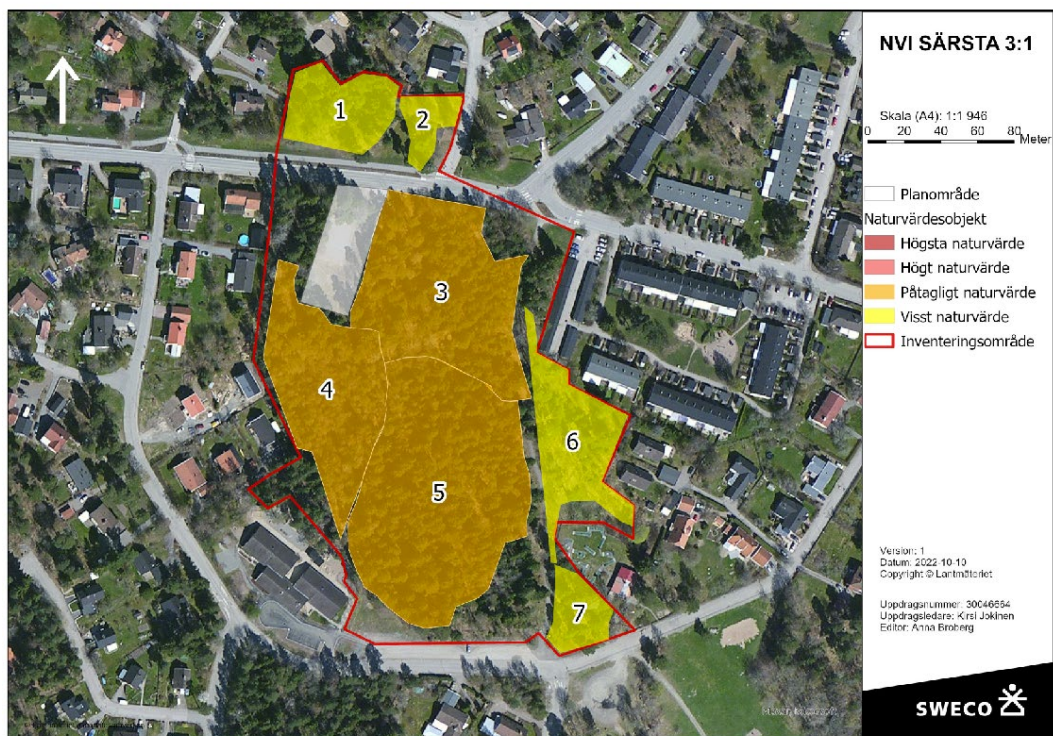 NVI SÄRSTA 3:1
Skala (A4): 1:1 946
0 20 40 60 80 Meter
Planområde
Naturvärdesobjekt
Högsta naturvärde
Högt naturvärde
Påtagligt naturvärde
Visst naturvärde
Inventeringsområde
1
2
3
4
5
6
7
Version: 1
Datum: 2022-10-10
Copyright © Lantmäteriet
Uppdragsnummer: 30046664
Uppdragsledare: Kirsi Jokinen
Editor: Anna Broberg
SWECO